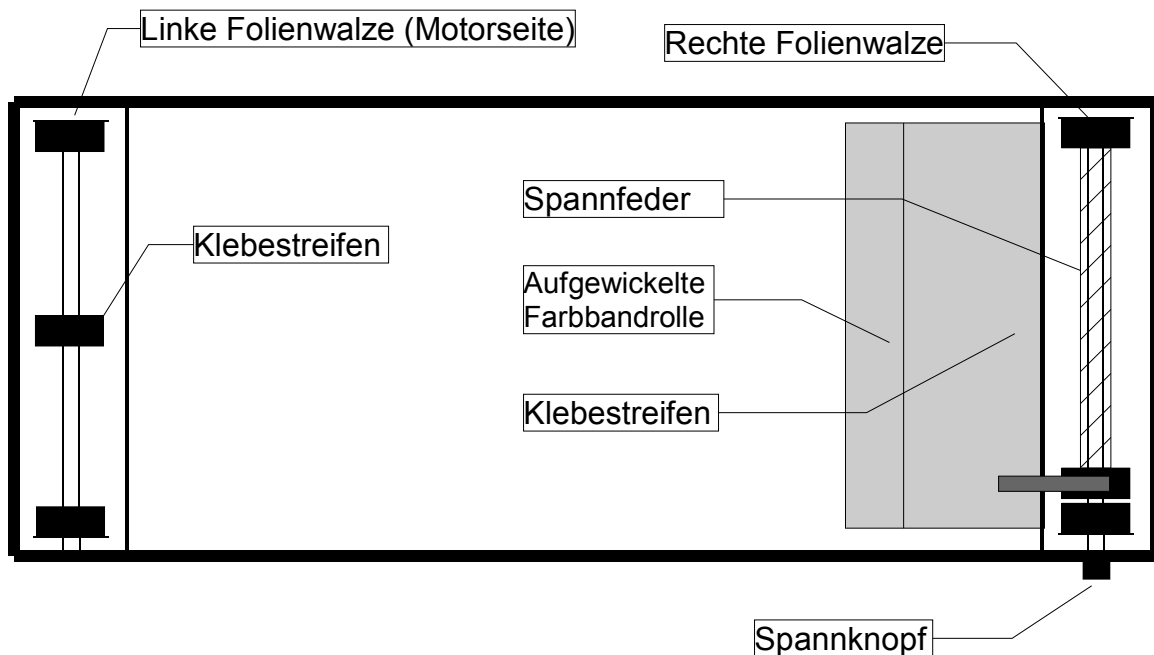 Linke Folienwalze (Motorseite)
Rechte Folienwalze
Spannfeder
Klebestreifen
Aufgewickelte
Farbbandrolle
Klebestreifen
Spannknopf